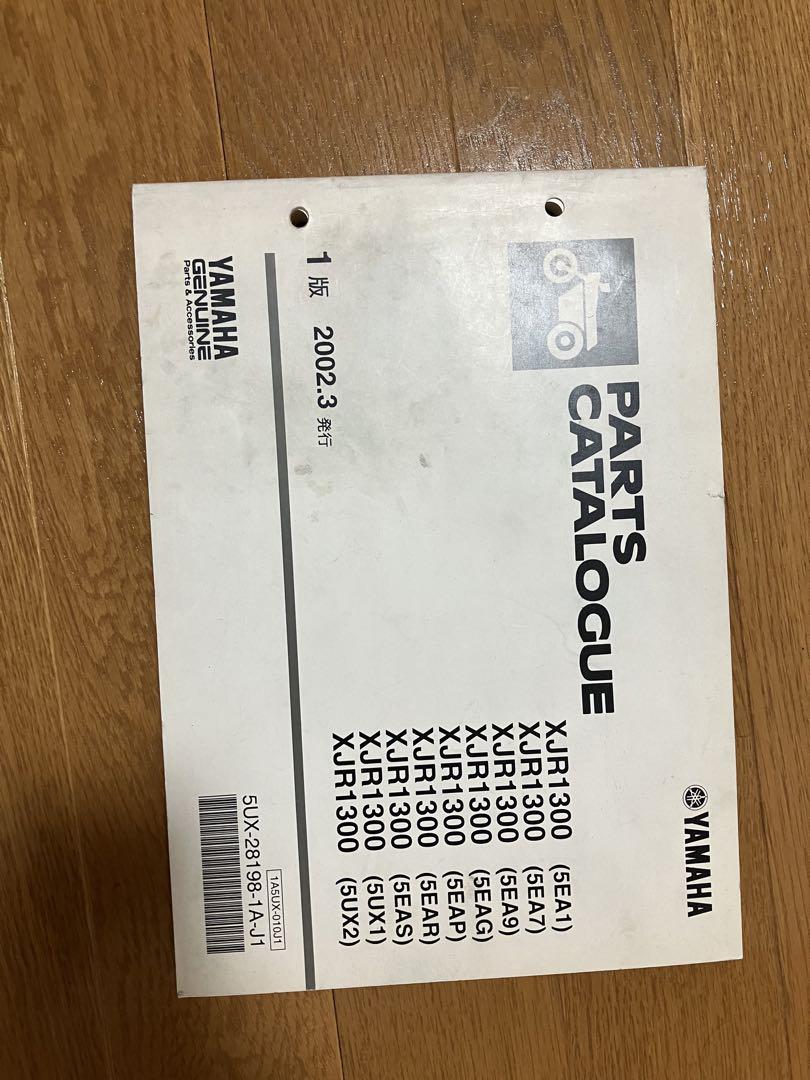 YAMAHA
PARTS
CATALOGUE
XJR1300 (5EA1)
XJR1300 (5EA7)
XJR1300 (5EA9)
XJR1300 (5EAG)
XJR1300 (5EAP)
XJR1300 (5EAR)
XJR1300 (5EAS)
XJR1300 (5UX1)
XJR1300 (5UX2)
1版 2002.3 発行
1A5UX-010J1
5UX-28198-1A-J1
YAMAHA
GENUINE
Parts & Accessories